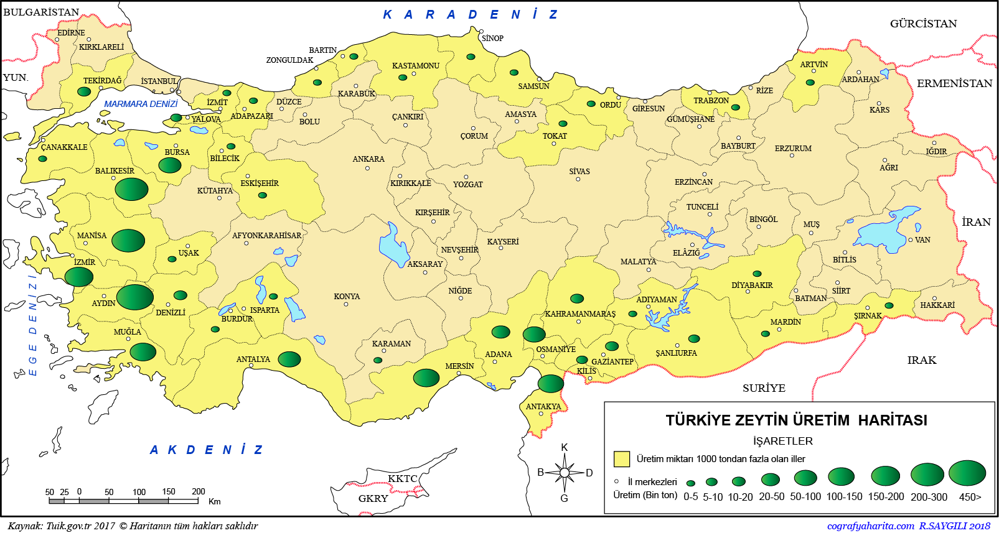 BULGARİSTAN
K A R A D E N İ Z
GÜRCİSTAN
EDİRNE
KIRKLARELİ
SİNOP
BARTIN
ZONGULDAK
KASTAMONU
ARTVİN
ARDAHAN
ERMENİSTAN
YUN.
TEKİRDAĞ
İSTANBUL
SAMSUN
KARABÜK
DÜZCE
RİZE
MARMARA DENİZİ
İZMİT
TRABZON
ORDU
GİRESUN
KARS
YALOVA
ADAPAZARI
BOLU
ÇANKIRI
AMASYA
GÜMÜŞHANE
ÇORUM
TOKAT
ÇANAKKALE
BURSA
BİLECİK
BAYBURT
ERZURUM
IĞDIR
ANKARA
BALIKESİR
SİVAS
AĞRI
ESKİŞEHİR
KIRIKKALE
YOZGAT
ERZİNCAN
KÜTAHYA
TUNCELİ
KIRŞEHİR
BİNGÖL
MUŞ
İRAN
MANİSA
AFYONKARAHİSAR
KAYSERİ
VAN
UŞAK
NEVŞEHİR
ELÂZIĞ
İZMİR
AKSARAY
MALATYA
BİTLİS
EGE DENİZİ
DİYABAKIR
SİİRT
NİĞDE
KONYA
BATMAN
AYDIN
DENİZLİ
ISPARTA
ADIYAMAN
HAKKARİ
BURDUR
KAHRAMANMARAŞ
ŞIRNAK
MARDİN
MUĞLA
KARAMAN
OSMANİYE
ADANA
ŞANLIURFA
ANTALYA
GAZİANTEP
IRAK
MERSİN
KİLİS
SURİYE
ANTAKYA
A K D E N İ Z
TÜRKİYE ZEYTİN ÜRETİM HARİTASI
İŞARETLER
Üretim miktarı 1000 tondan fazla olan iller
İl merkezleri
Üretim (Bin ton) 0-5 5-10 10-20 20-50 50-100 100-150 150-200 200-300 450>
K
B D
G
KKTC
GKRY
50 25 0 50 100 150 200
Km
Kaynak: Tuik.gov.tr 2017 © Haritanın tüm hakları saklıdır
cografyaharita.com R.SAYGILI 2018